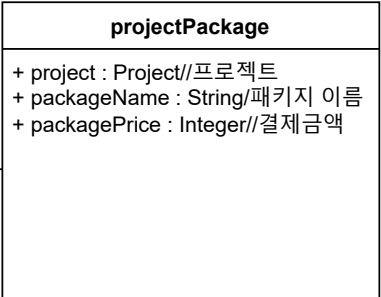 projectPackage
+ project : Project//프로젝트
+ packageName : String/패키지 이름
+ packagePrice : Integer//결제금액